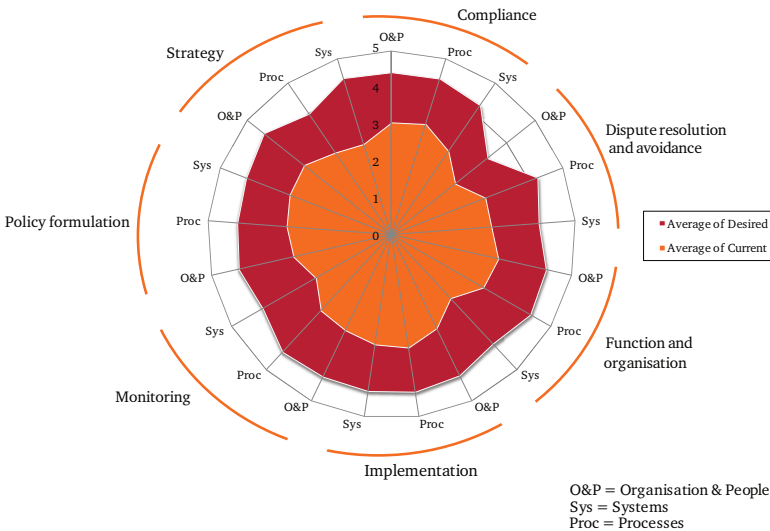 Compliance
O&P
Proc
Sys
O&P
Dispute resolution
and avoidance
Proc
Sys
O&P
Proc
Function and
organisation
Sys
O&P
Proc
Implementation
Sys
O&P
Monitoring
Proc
Sys
O&P
Policy formulation
Proc
Sys
O&P
Strategy
Proc
Sys
5
4
3
2
1
0
Average of Desired
Average of Current
O&P = Organisation & People
Sys = Systems
Proc = Processes